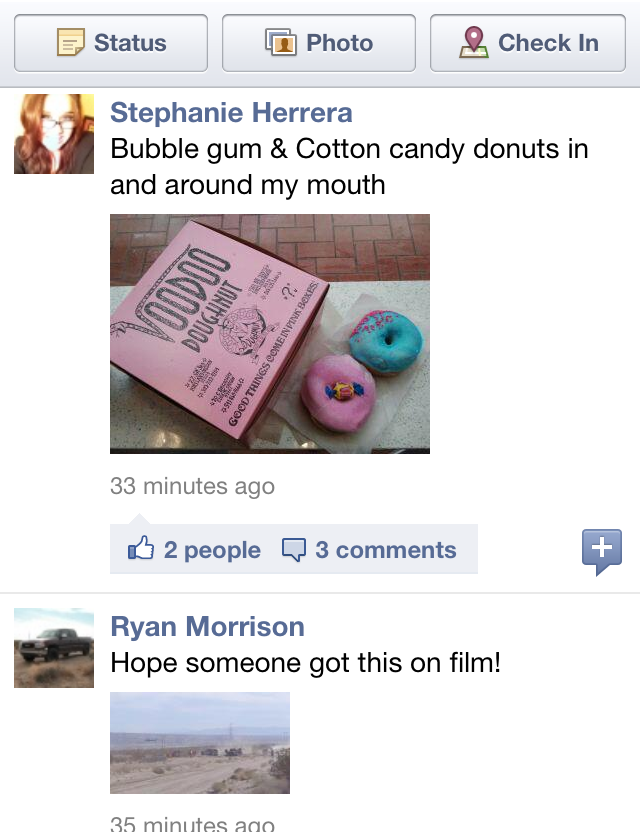 Status
Photo
Check In
Stephanie Herrera
Bubble gum & Cotton candy donuts in
and around my mouth
VOODOO
DOUGHNUT
"?"
GOOD THINGS COME IN PINK BOXES!
33 minutes ago
2 people
3 comments
Ryan Morrison
Hope someone got this on film!
35 minutes ago